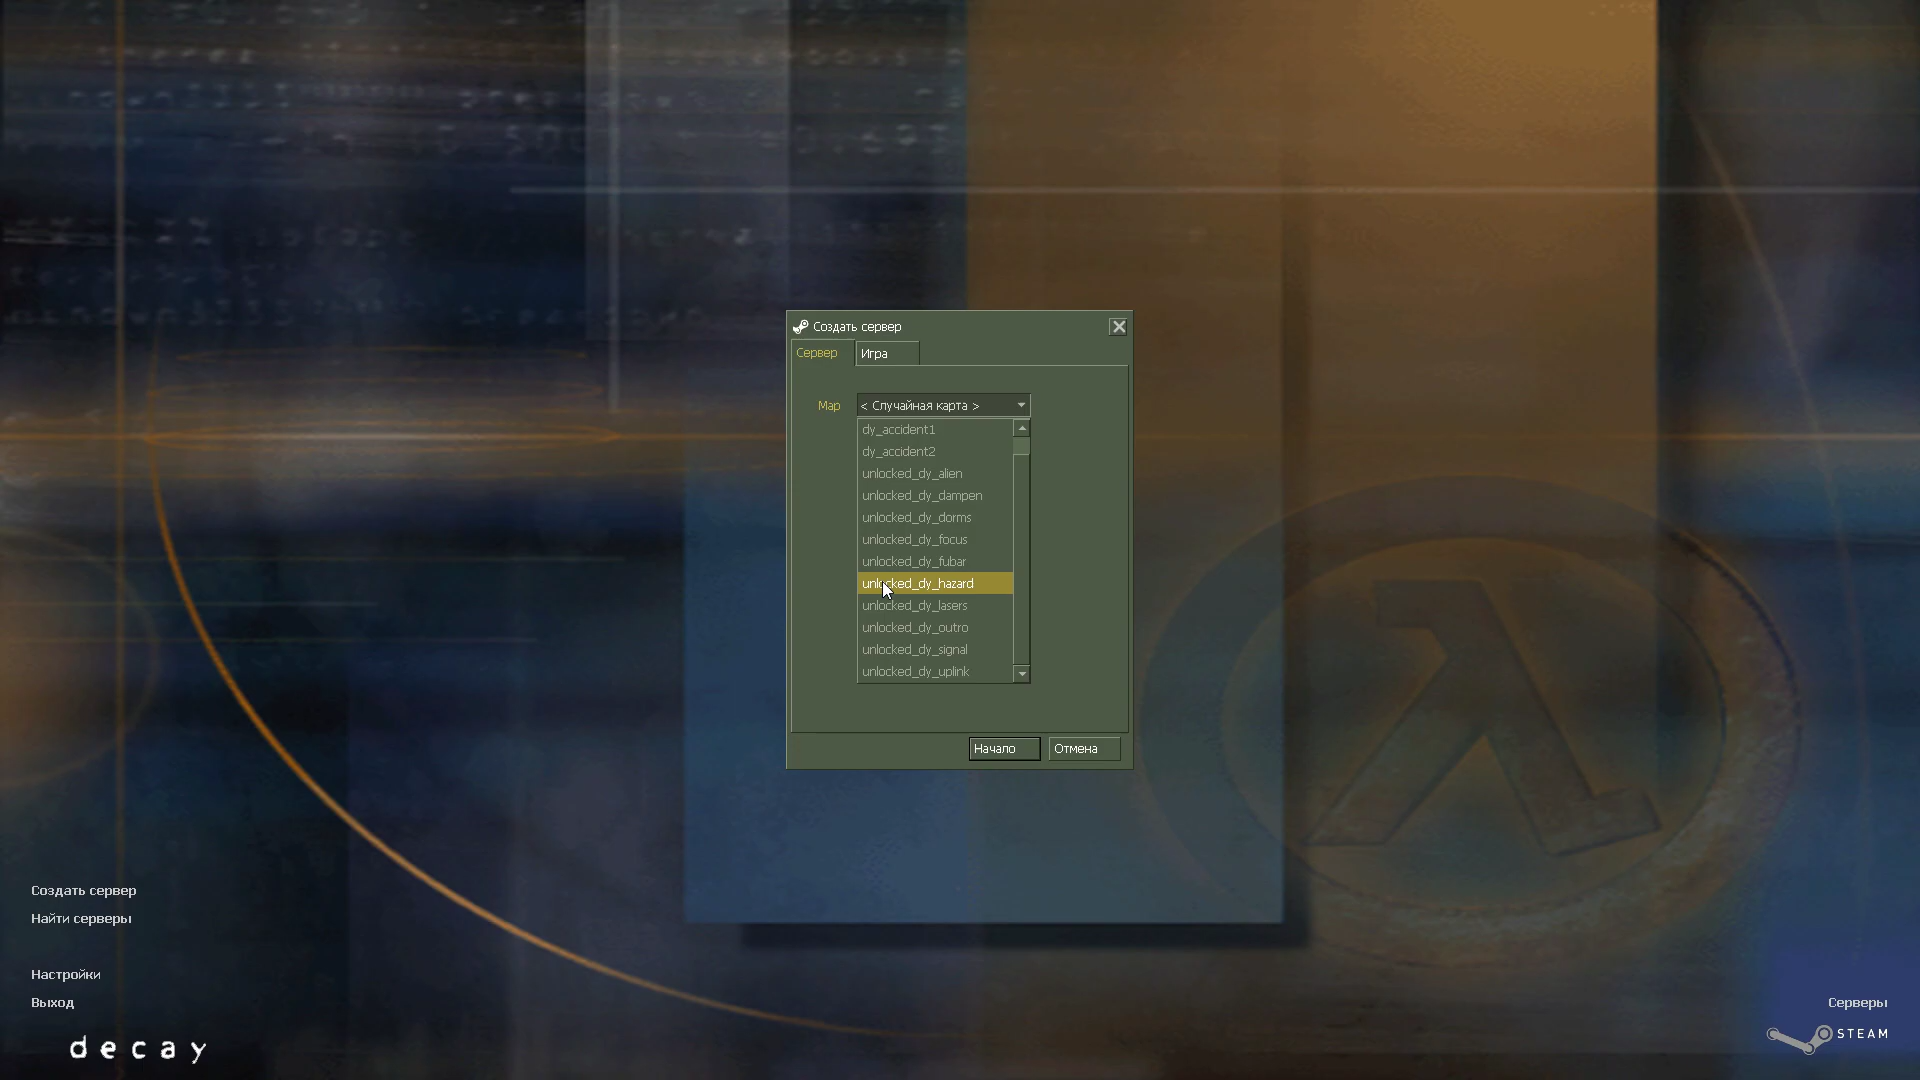 Создать сервер
Сервер
Игра
Map
< Случайная карта >
dy_accident1
dy_accident2
unlocked_dy_alien
unlocked_dy_dampen
unlocked_dy_dorms
unlocked_dy_focus
unlocked_dy_fubar
unlocked_dy_hazard
unlocked_dy_lasers
unlocked_dy_outro
unlocked_dy_signal
unlocked_dy_uplink
Начало
Отмена
Создать сервер
Найти серверы
Настройки
Выход
decay
Серверы
STEAM